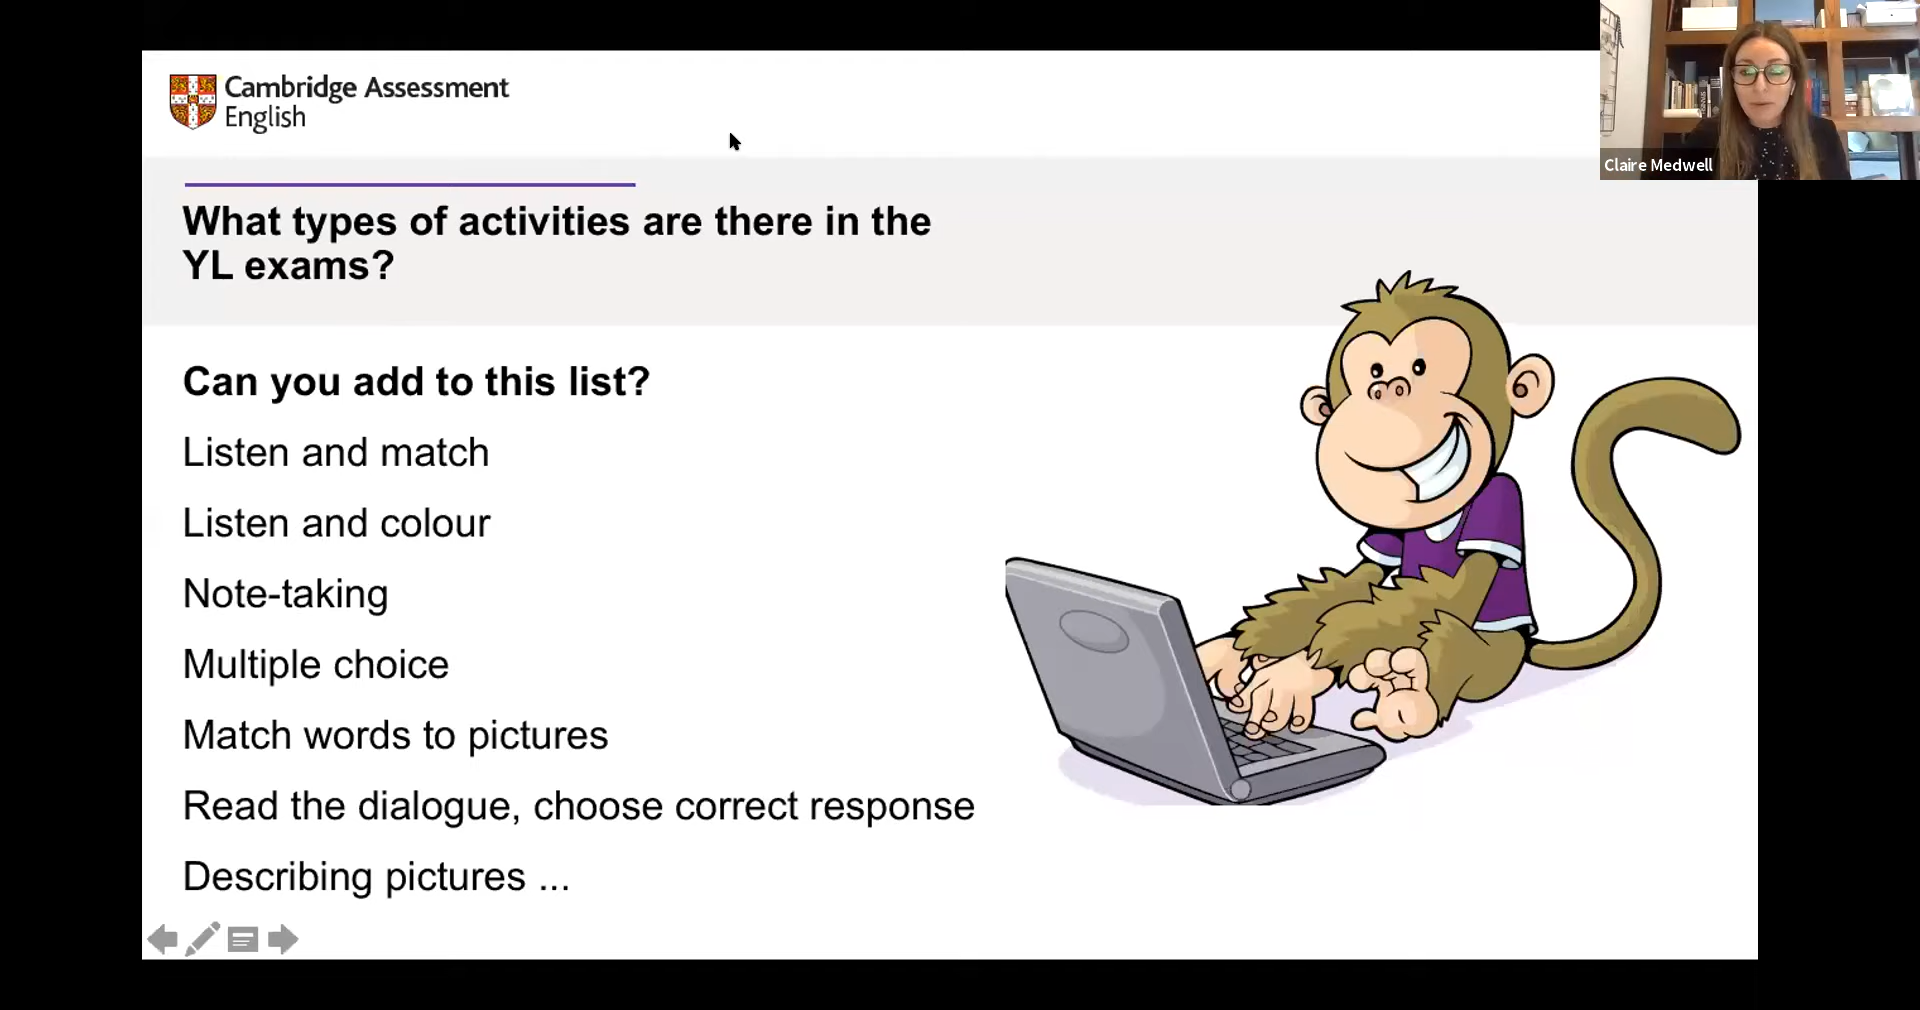 Cambridge Assessment
English
Claire Medwell
What types of activities are there in the
YL exams?
Can you add to this list?
Listen and match
Listen and colour
Note-taking
Multiple choice
Match words to pictures
Read the dialogue, choose correct response
Describing pictures ...